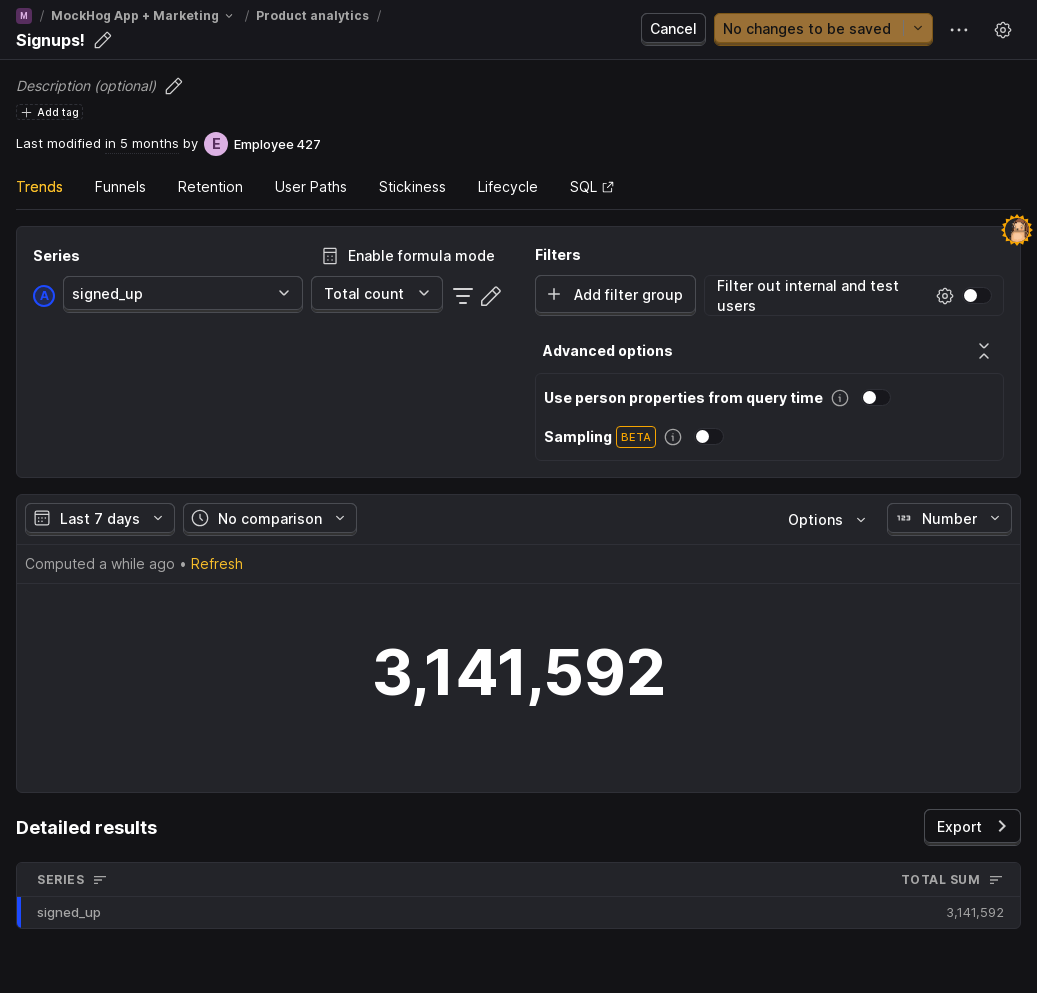 M / MockHog App + Marketing / Product analytics /
Signups!
Cancel
No changes to be saved
Description (optional)
Add tag
Last modified in 5 months by E Employee 427
Trends Funnels Retention User Paths Stickiness Lifecycle SQL
Series
Enable formula mode
A signed_up Total count
Filters
Add filter group
Filter out internal and test
users
Advanced options
Use person properties from query time
Sampling BETA
Last 7 days No comparison Options 123 Number
Computed a while ago • Refresh
3,141,592
Detailed results
Export
SERIES TOTAL SUM
signed_up 3,141,592